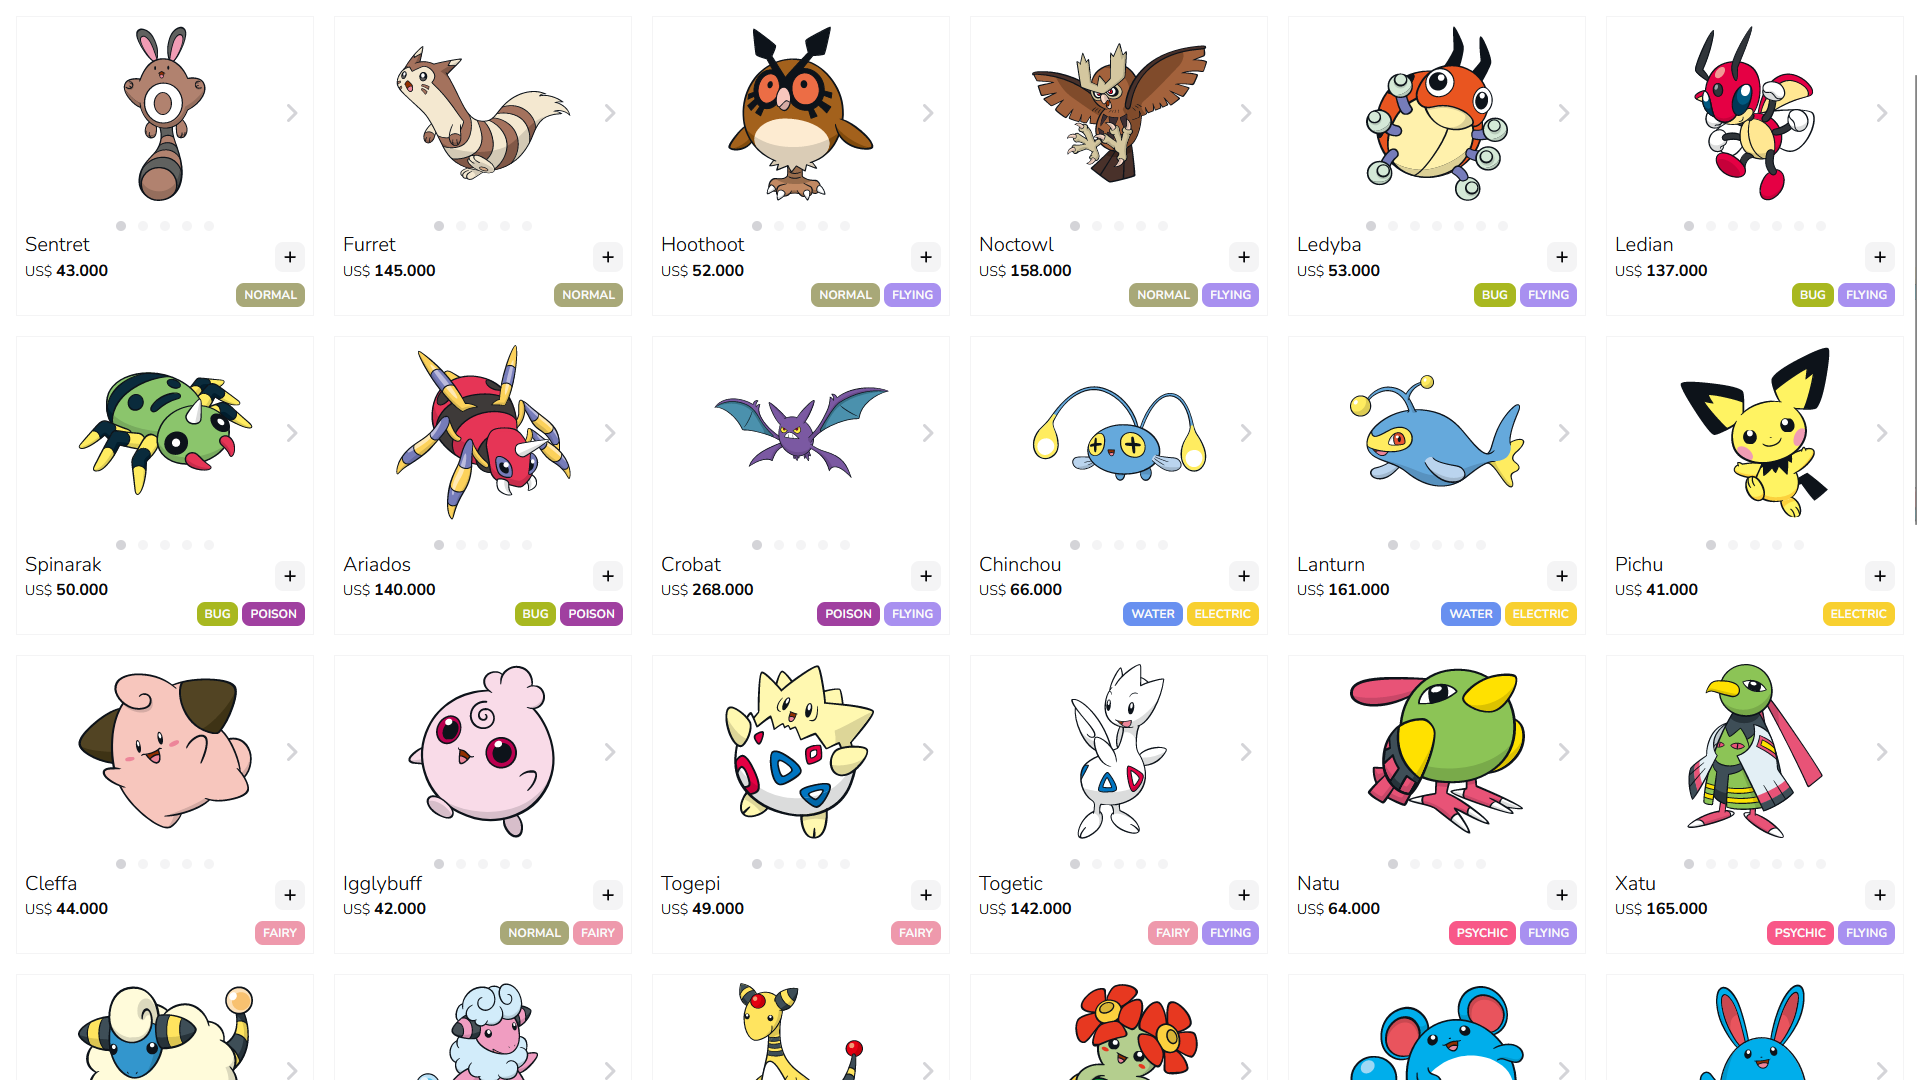 Sentret
US$ 43.000
+
NORMAL
Furret
US$ 145.000
+
NORMAL
Hoothoot
US$ 52.000
+
NORMAL FLYING
Noctowl
US$ 158.000
+
NORMAL FLYING
Ledyba
US$ 53.000
+
BUG FLYING
Ledian
US$ 137.000
+
BUG FLYING
Spinarak
US$ 50.000
+
BUG POISON
Ariados
US$ 140.000
+
BUG POISON
Crobat
US$ 268.000
+
POISON FLYING
Chinchou
US$ 66.000
+
WATER ELECTRIC
Lanturn
US$ 161.000
+
WATER ELECTRIC
Pichu
US$ 41.000
+
ELECTRIC
Cleffa
US$ 44.000
+
FAIRY
Igglybuff
US$ 42.000
+
NORMAL FAIRY
Togepi
US$ 49.000
+
FAIRY
Togetic
US$ 142.000
+
FAIRY FLYING
Natu
US$ 64.000
+
PSYCHIC FLYING
Xatu
US$ 165.000
+
PSYCHIC FLYING